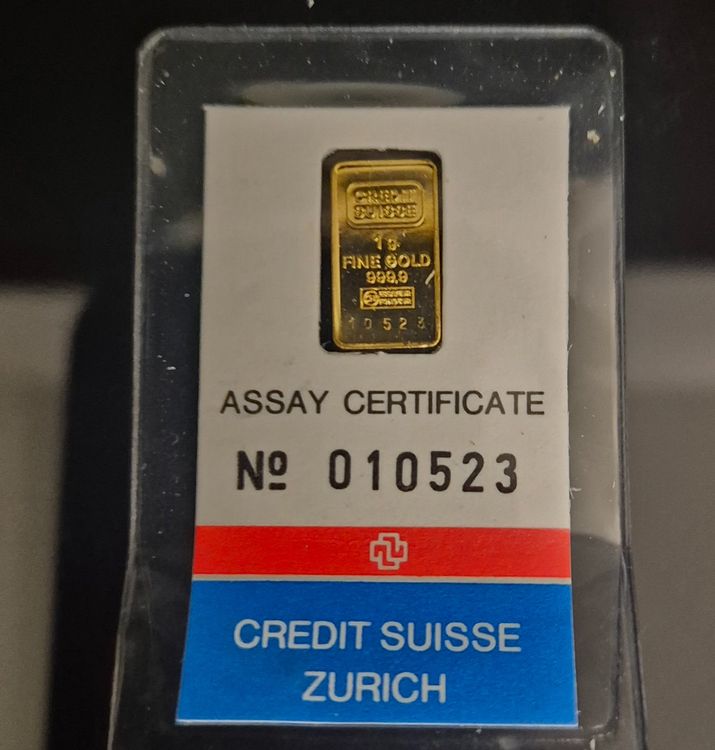 CREDIT
SUISSE
1g
FINE GOLD
999,9
10523
ASSAY CERTIFICATE
Nº 010523
CREDIT SUISSE
ZURICH